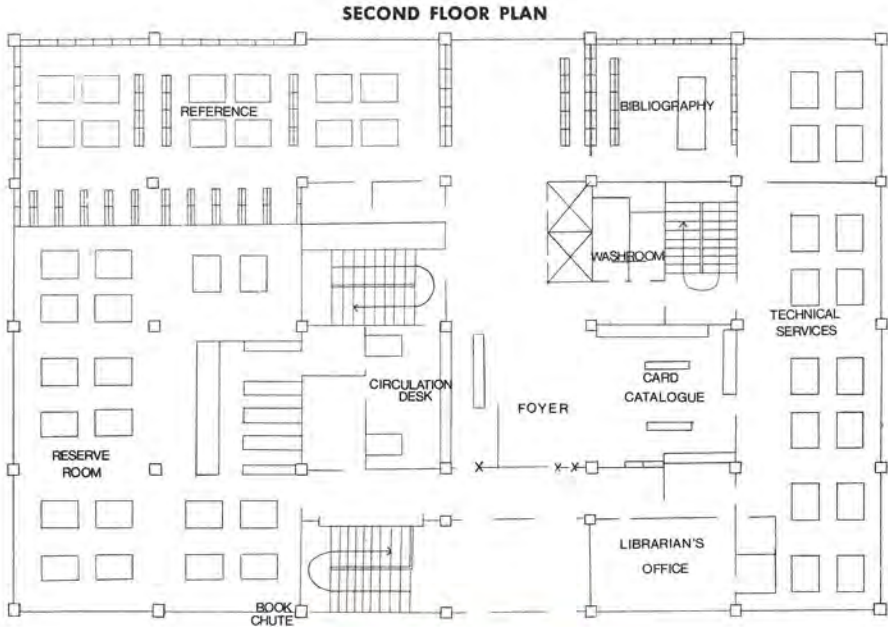 SECOND FLOOR PLAN
REFERENCE
BIBLIOGRAPHY
WASHROOM
TECHNICAL
SERVICES
CIRCULATION
DESK
CARD
CATALOGUE
FOYER
RESERVE
ROOM
LIBRARIAN'S
OFFICE
BOOK
CHUTE